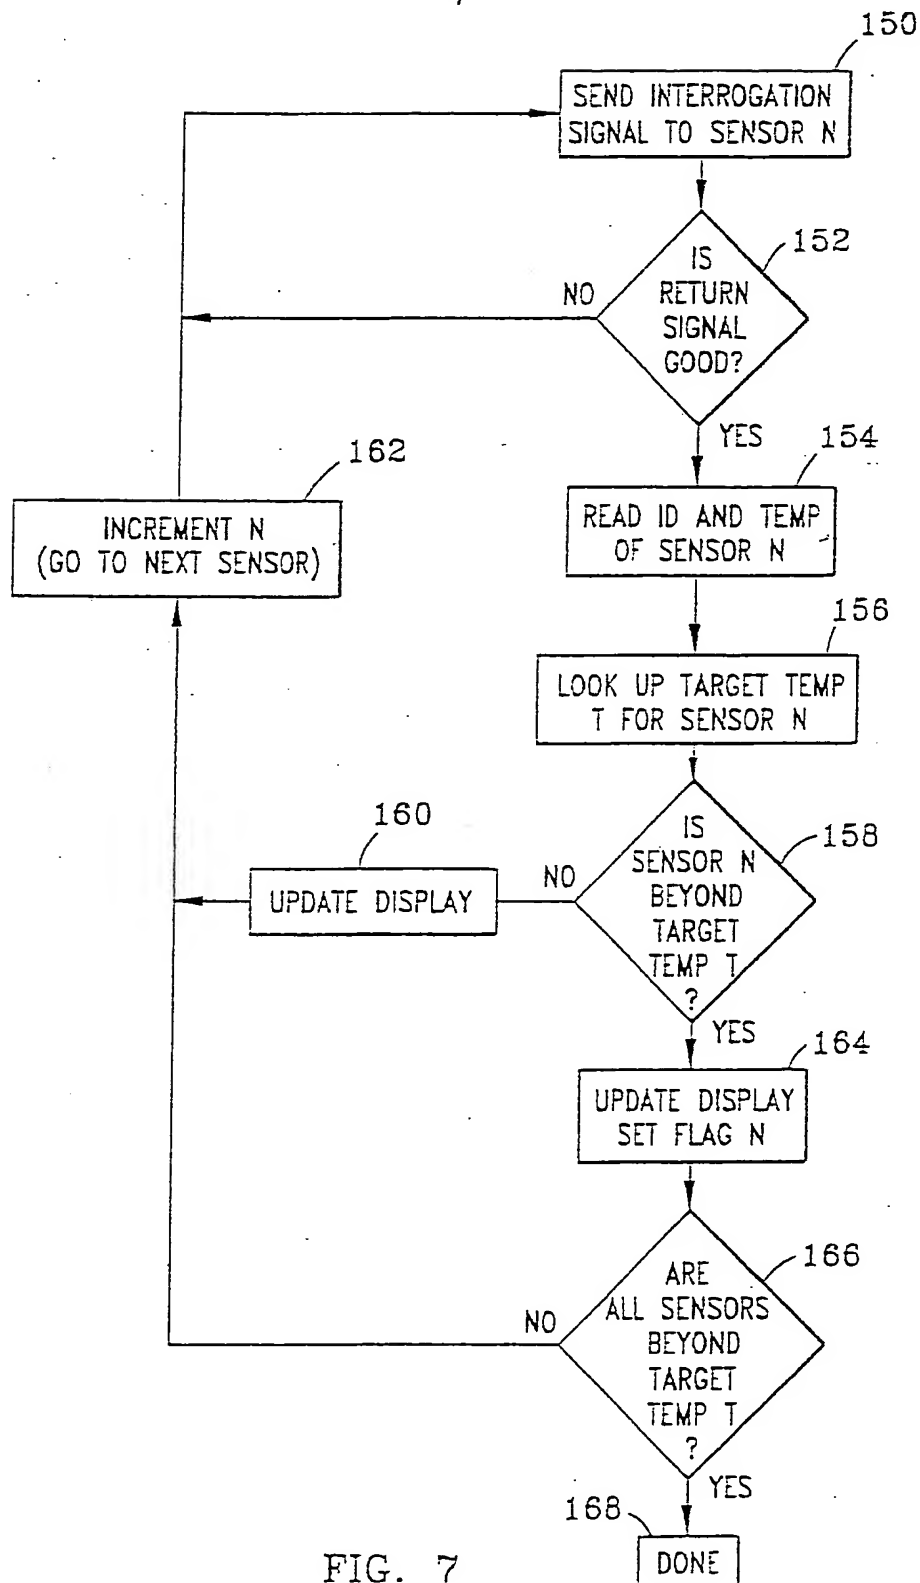 150
SEND INTERROGATION
SIGNAL TO SENSOR N
152
IS
RETURN
SIGNAL
GOOD?
NO
YES
154
READ ID AND TEMP
OF SENSOR N
162
INCREMENT N
(GO TO NEXT SENSOR)
156
LOOK UP TARGET TEMP
T FOR SENSOR N
158
IS
SENSOR N
BEYOND
TARGET
TEMP T
?
NO
160
UPDATE DISPLAY
YES
164
UPDATE DISPLAY
SET FLAG N
166
ARE
ALL SENSORS
BEYOND
TARGET
TEMP T
?
NO
YES
168
DONE
FIG. 7